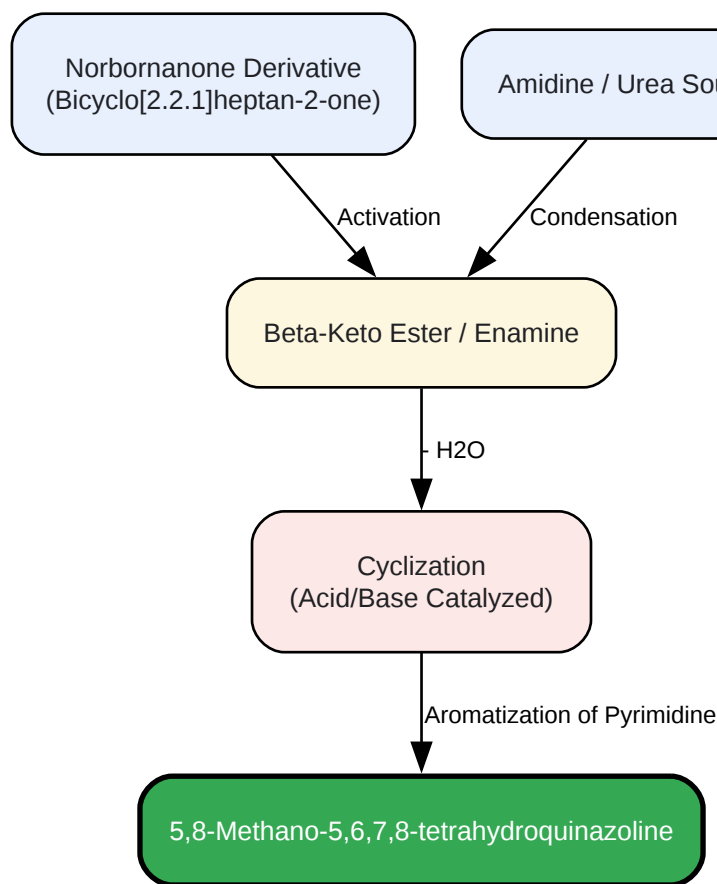 Norbornanone Derivative
(Bicyclo[2.2.1]heptan-2-one)
Amidine / Urea Sou
Activation
Condensation
Beta-Keto Ester / Enamine
- H2O
Cyclization
(Acid/Base Catalyzed)
Aromatization of Pyrimidine
5,8-Methano-5,6,7,8-tetrahydroquinazoline